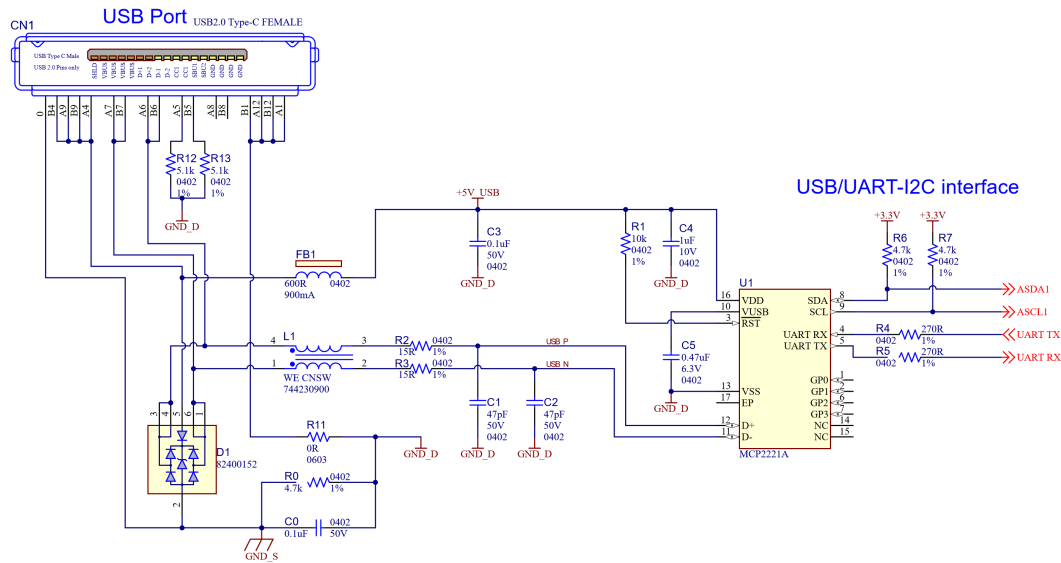 USB Port
USB2.0 Type-C FEMALE
CN1
USB Type C Male
USB 2.0 Pins only
SHLD
VBUS
VBUS
VBUS
VBUS
D+1
D+2
D-1
D-2
CC1
CC1
SBU1
SBU2
GND
GND
GND
GND
0
B4
A9
B9
A4
A7
B7
A6
B6
A5
B5
A8
B8
B1
A12
B12
A1
R12
5.1k
0402
1%
R13
5.1k
0402
1%
GND_D
+5V_USB
USB/UART-I2C interface
C3
0.1uF
50V
0402
GND_D
R1
10k
0402
1%
C4
1uF
10V
0402
GND_D
+3.3V
+3.3V
R6
4.7k
0402
1%
R7
4.7k
0402
1%
FB1
600R
0402
900mA
U1
16 VDD
10 VUSB
3 RST
13 VSS
17 EP
12 D+
11 D-
SDA 8
SCL 9
UART RX 4
UART TX 5
GP0 1
GP1 2
GP2 6
GP3 7
NC 14
NC 15
MCP2221A
ASDA1
ASCL1
UART TX
UART RX
R4
0402
270R
1%
R5
0402
270R
1%
C5
0.47uF
6.3V
0402
GND_D
L1
4
3
1
2
WE CNSW
744230900
R2
15R
0402
1%
R3
15R
0402
1%
USB P
USB N
C1
47pF
50V
0402
GND_D
C2
47pF
50V
0402
GND_D
3
4
5
6
1
2
D1
82400152
R11
0R
0603
GND_D
R0
4.7k
0402
1%
C0
0.1uF
0402
50V
GND_S